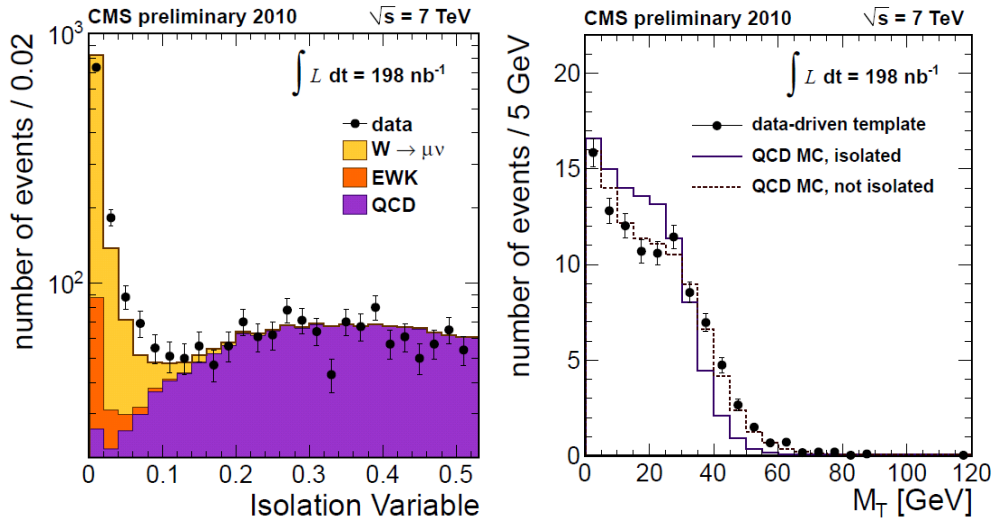 CMS preliminary 2010 √s = 7 TeV
10³
∫ L dt = 198 nb⁻¹
data
W → μν
EWK
QCD
10²
number of events / 0.02
0 0.1 0.2 0.3 0.4 0.5
Isolation Variable
CMS preliminary 2010 √s = 7 TeV
∫ L dt = 198 nb⁻¹
data-driven template
QCD MC, isolated
QCD MC, not isolated
number of events / 5 GeV
20
15
10
5
0
0 20 40 60 80 100 120
M_T [GeV]